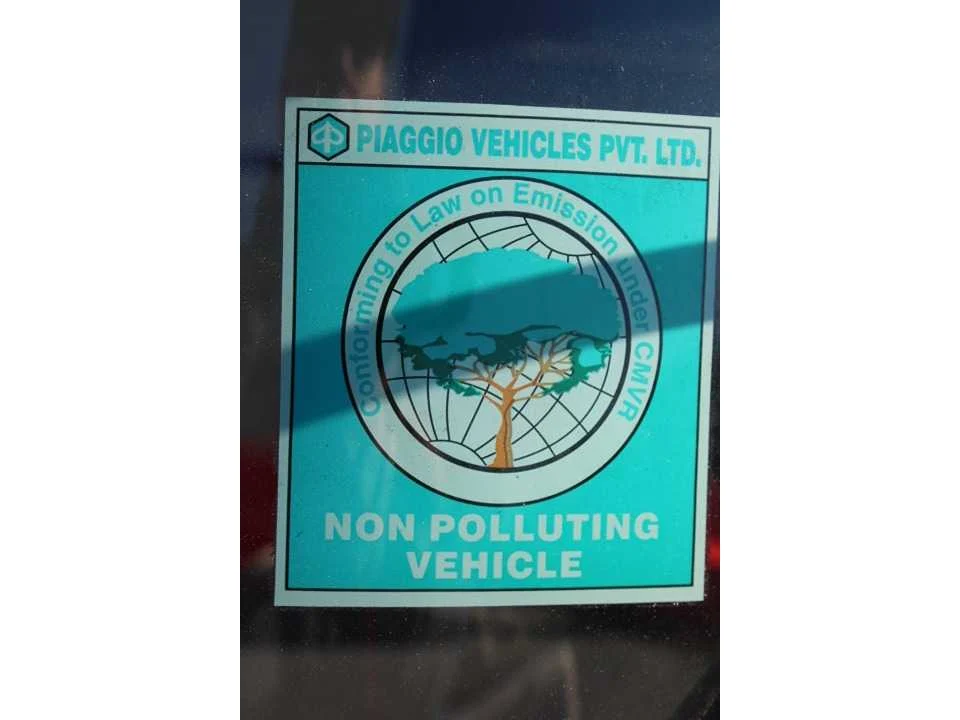 PIAGGIO VEHICLES PVT. LTD.
Conforming to Law on Emission under CMVR
NON POLLUTING
VEHICLE